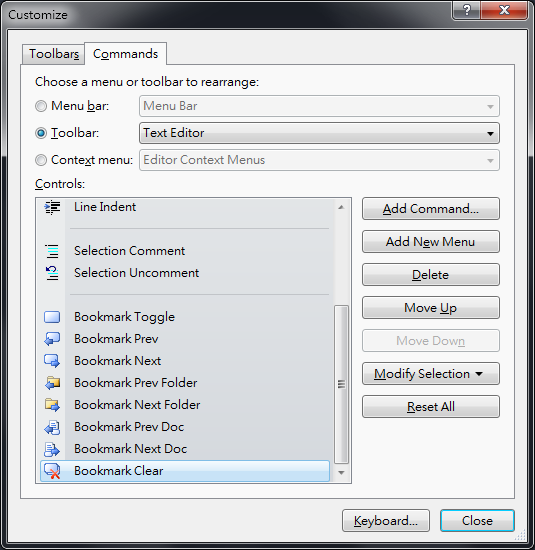 Customize
Toolbars
Commands
Choose a menu or toolbar to rearrange:
Menu bar:
Menu Bar
Toolbar:
Text Editor
Context menu:
Editor Context Menus
Controls:
Line Indent
Selection Comment
Selection Uncomment
Bookmark Toggle
Bookmark Prev
Bookmark Next
Bookmark Prev Folder
Bookmark Next Folder
Bookmark Prev Doc
Bookmark Next Doc
Bookmark Clear
Add Command...
Add New Menu
Delete
Move Up
Move Down
Modify Selection
Reset All
Keyboard...
Close